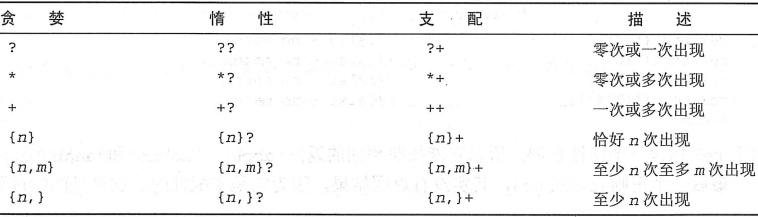 贪 婪 惰 性 支 配 描 述
? ?? ?+ 零次或一次出现
* *? *+ 零次或多次出现
+ +? ++ 一次或多次出现
{n} {n}? {n}+ 恰好 n 次出现
{n,m} {n,m}? {n,m}+ 至少 n 次至多 m 次出现
{n,} {n,}? {n,}+ 至少 n 次出现